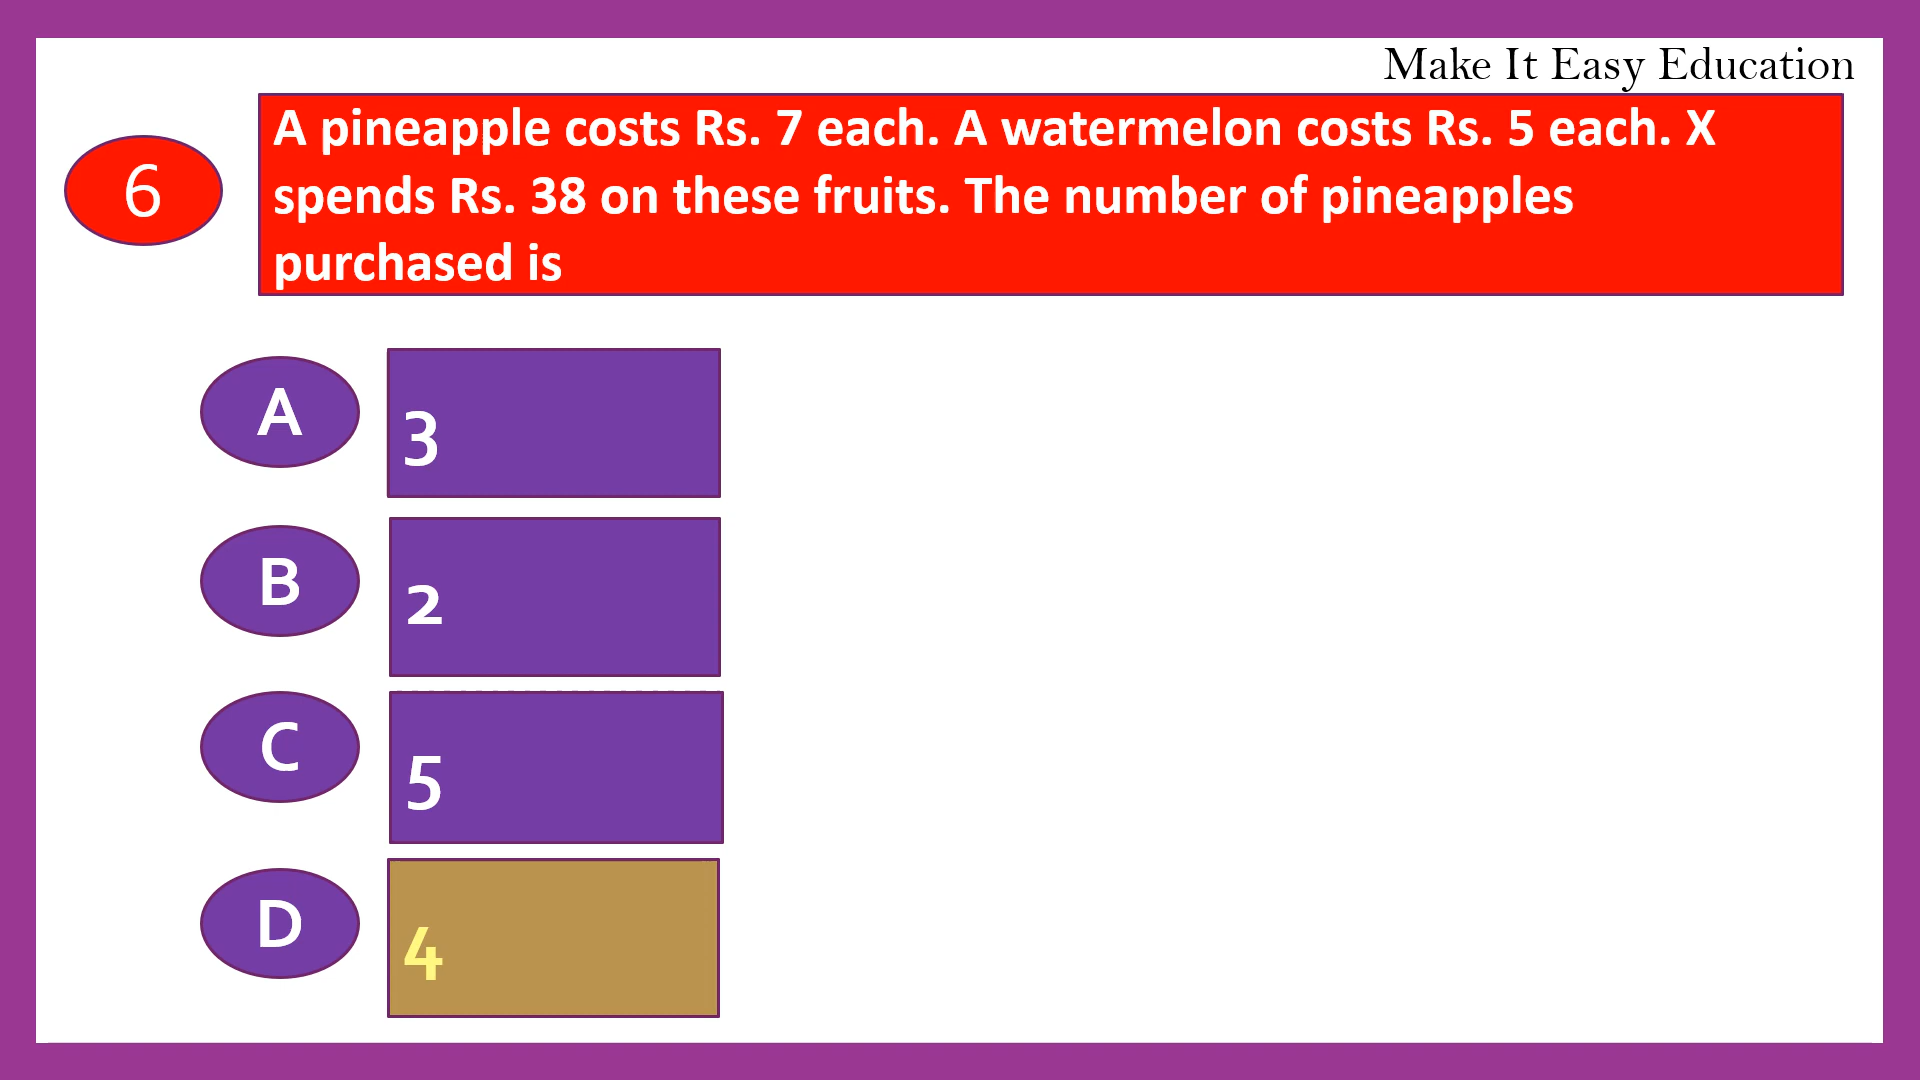 Make It Easy Education
6
A pineapple costs Rs. 7 each. A watermelon costs Rs. 5 each. X
spends Rs. 38 on these fruits. The number of pineapples
purchased is
A
3
B
2
C
5
D
4